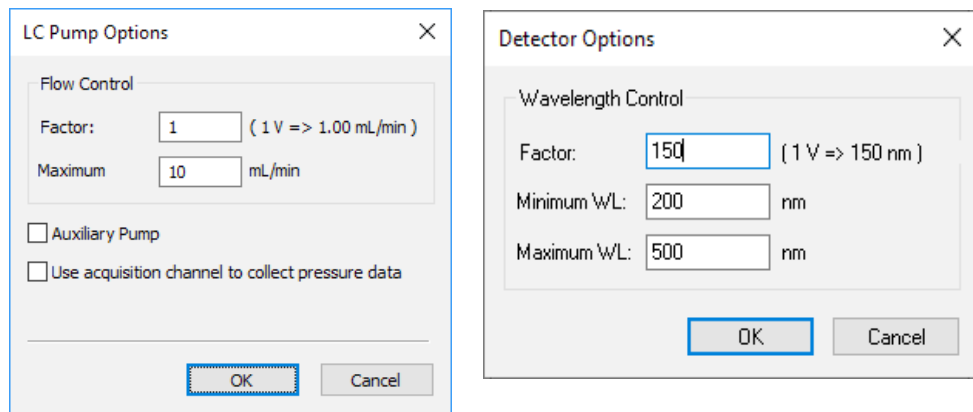 LC Pump Options
Flow Control
Factor: 1 ( 1 V => 1.00 mL/min )
Maximum 10 mL/min
Auxiliary Pump
Use acquisition channel to collect pressure data
OK Cancel
Detector Options
Wavelength Control
Factor: 150 ( 1 V => 150 nm )
Minimum WL: 200 nm
Maximum WL: 500 nm
OK Cancel